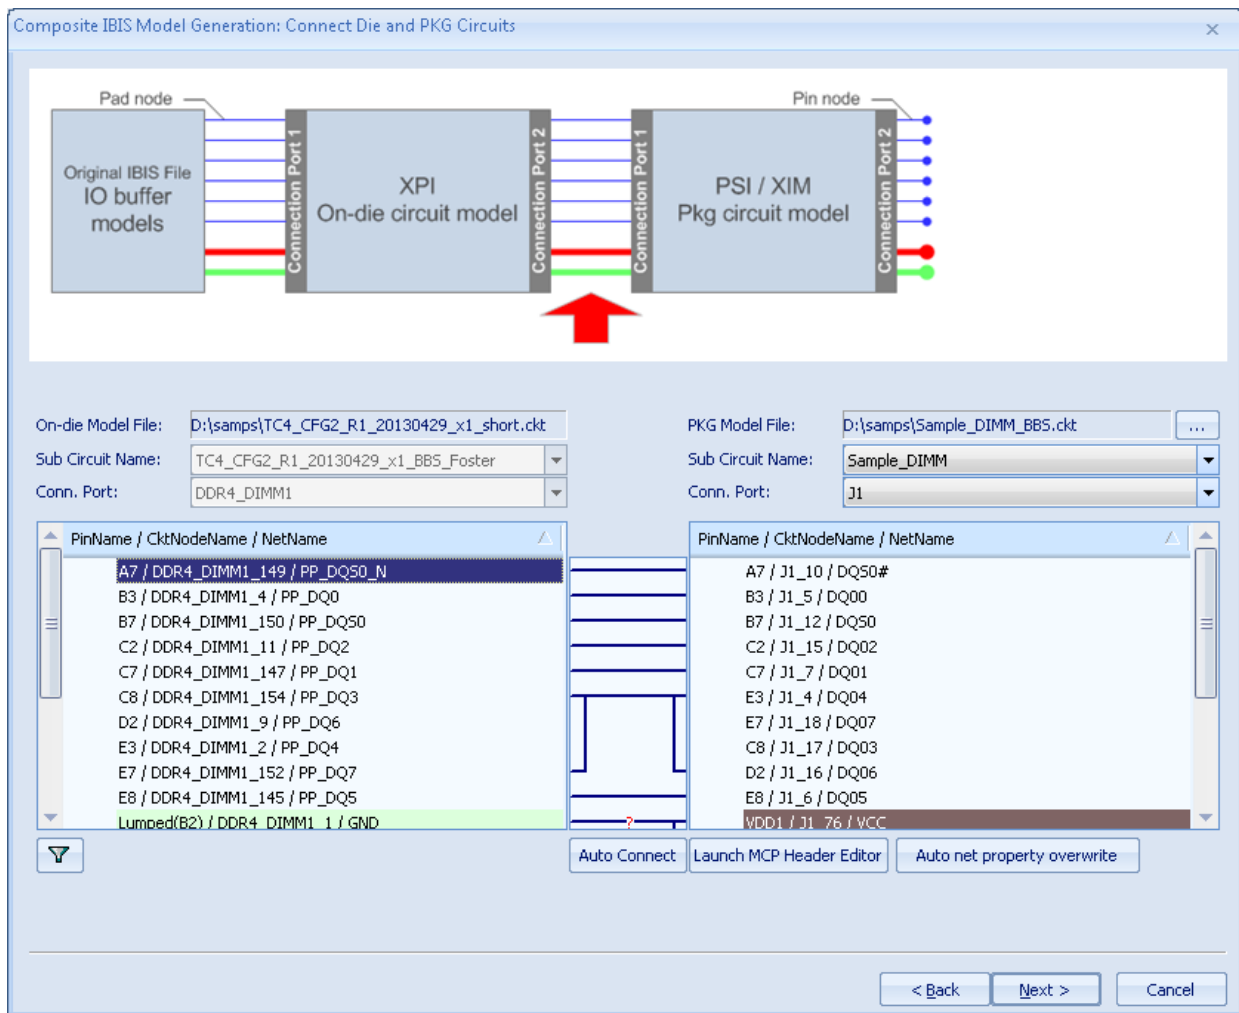 Composite IBIS Model Generation: Connect Die and PKG Circuits
Pad node
Pin node
Original IBIS File
IO buffer
models
Connection Port 1
XPI
On-die circuit model
Connection Port 2
Connection Port 1
PSI / XIM
Pkg circuit model
Connection Port 2
On-die Model File: D:\samps\TC4_CFG2_R1_20130429_x1_short.ckt
PKG Model File: D:\samps\Sample_DIMM_BBS.ckt ...
Sub Circuit Name: TC4_CFG2_R1_20130429_x1_BBS_Foster
Sub Circuit Name: Sample_DIMM
Conn. Port: DDR4_DIMM1
Conn. Port: J1
PinName / CktNodeName / NetName
A7 / DDR4_DIMM1_149 / PP_DQS0_N
B3 / DDR4_DIMM1_4 / PP_DQ0
B7 / DDR4_DIMM1_150 / PP_DQS0
C2 / DDR4_DIMM1_11 / PP_DQ2
C7 / DDR4_DIMM1_147 / PP_DQ1
C8 / DDR4_DIMM1_154 / PP_DQ3
D2 / DDR4_DIMM1_9 / PP_DQ6
E3 / DDR4_DIMM1_2 / PP_DQ4
E7 / DDR4_DIMM1_152 / PP_DQ7
E8 / DDR4_DIMM1_145 / PP_DQ5
Lumped(B2) / DDR4_DIMM1_1 / GND
?
PinName / CktNodeName / NetName
A7 / J1_10 / DQS0#
B3 / J1_5 / DQ00
B7 / J1_12 / DQS0
C2 / J1_15 / DQ02
C7 / J1_7 / DQ01
E3 / J1_4 / DQ04
E7 / J1_18 / DQ07
C8 / J1_17 / DQ03
D2 / J1_16 / DQ06
E8 / J1_6 / DQ05
VDD1 / J1_76 / VCC
Auto Connect
Launch MCP Header Editor
Auto net property overwrite
< Back
Next >
Cancel